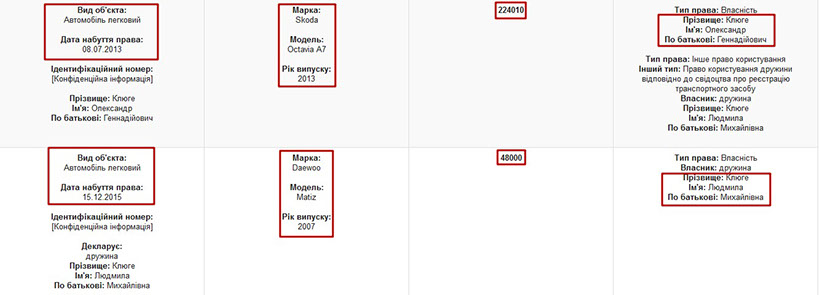 Вид об'єкта:
Автомобіль легковий
Дата набуття права:
08.07.2013
Ідентифікаційний номер:
[Конфіденційна інформація]
Прізвище: Клюге
Ім'я: Олександр
По батькові: Геннадійович
Марка:
Skoda
Модель:
Octavia A7
Рік випуску:
2013
224010
Тип права: Власність
Прізвище: Клюге
Ім'я: Олександр
По батькові: Геннадійович
Тип права: Інше право користування
Інший тип: Право користування дружини
відповідно до свідоцтва про реєстрацію
транспортного засобу
Власник: дружина
Прізвище: Клюге
Ім'я: Людмила
По батькові: Михайлівна
Вид об'єкта:
Автомобіль легковий
Дата набуття права:
15.12.2015
Ідентифікаційний номер:
[Конфіденційна інформація]
Декларує:
дружина
Прізвище: Клюге
Ім'я: Людмила
По батькові: Михайлівна
Марка:
Daewoo
Модель:
Matiz
Рік випуску:
2007
48000
Тип права: Власність
Власник: дружина
Прізвище: Клюге
Ім'я: Людмила
По батькові: Михайлівна